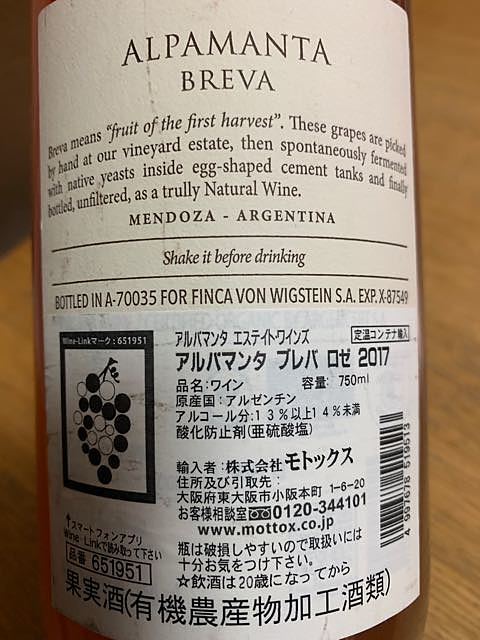 ALPAMANTA
BREVA
Breva means "fruit of the first harvest". These grapes are picked
by hand at our vineyard estate, then spontaneously fermented
with native yeasts inside egg-shaped cement tanks and finally
bottled, unfiltered, as a trully Natural Wine.
MENDOZA - ARGENTINA
Shake it before drinking
BOTTLED IN A-70035 FOR FINCA VON WIGSTEIN S.A. EXP. X-87549
Wine-Linkマーク:651951
アルパマンタ エステイト・ワインズ
定温コンテナ輸入
アルパマンタ ブレバ ロゼ 2017
品名:ワイン 容量: 750ml
原産国:アルゼンチン
アルコール分:13%以上14%未満
酸化防止剤(亜硫酸塩)
輸入者:株式会社モトックス
住所及び引取先:
大阪府東大阪市小阪本町 1-6-20
お客様相談室 0120-344101
www.mottox.co.jp
↑スマートフォンアプリ
Wine Linkで読み取って下さい
品番 651951
瓶は破損しやすいので取扱いには
十分お気をつけ下さい。
☆飲酒は20歳になってから
果実酒(有機農産物加工酒類)
4 991618 519513